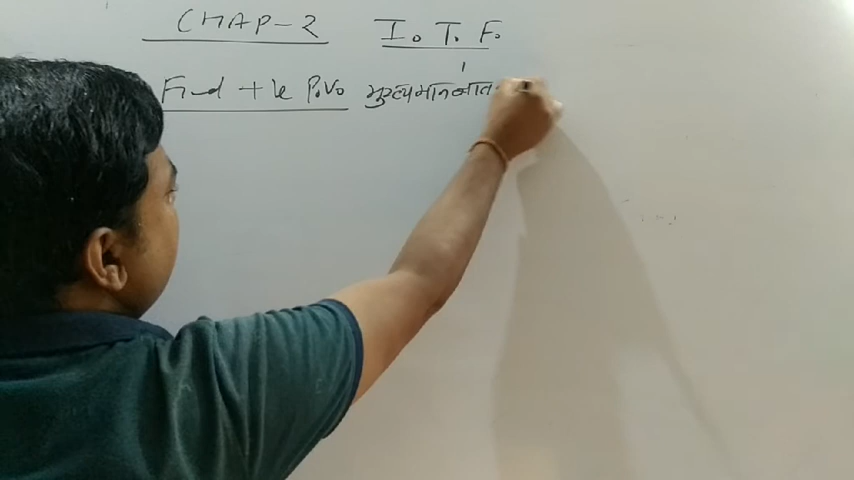 CHAP-2 I.T.F.
Find the P.V. मुख्यमान ज्ञात